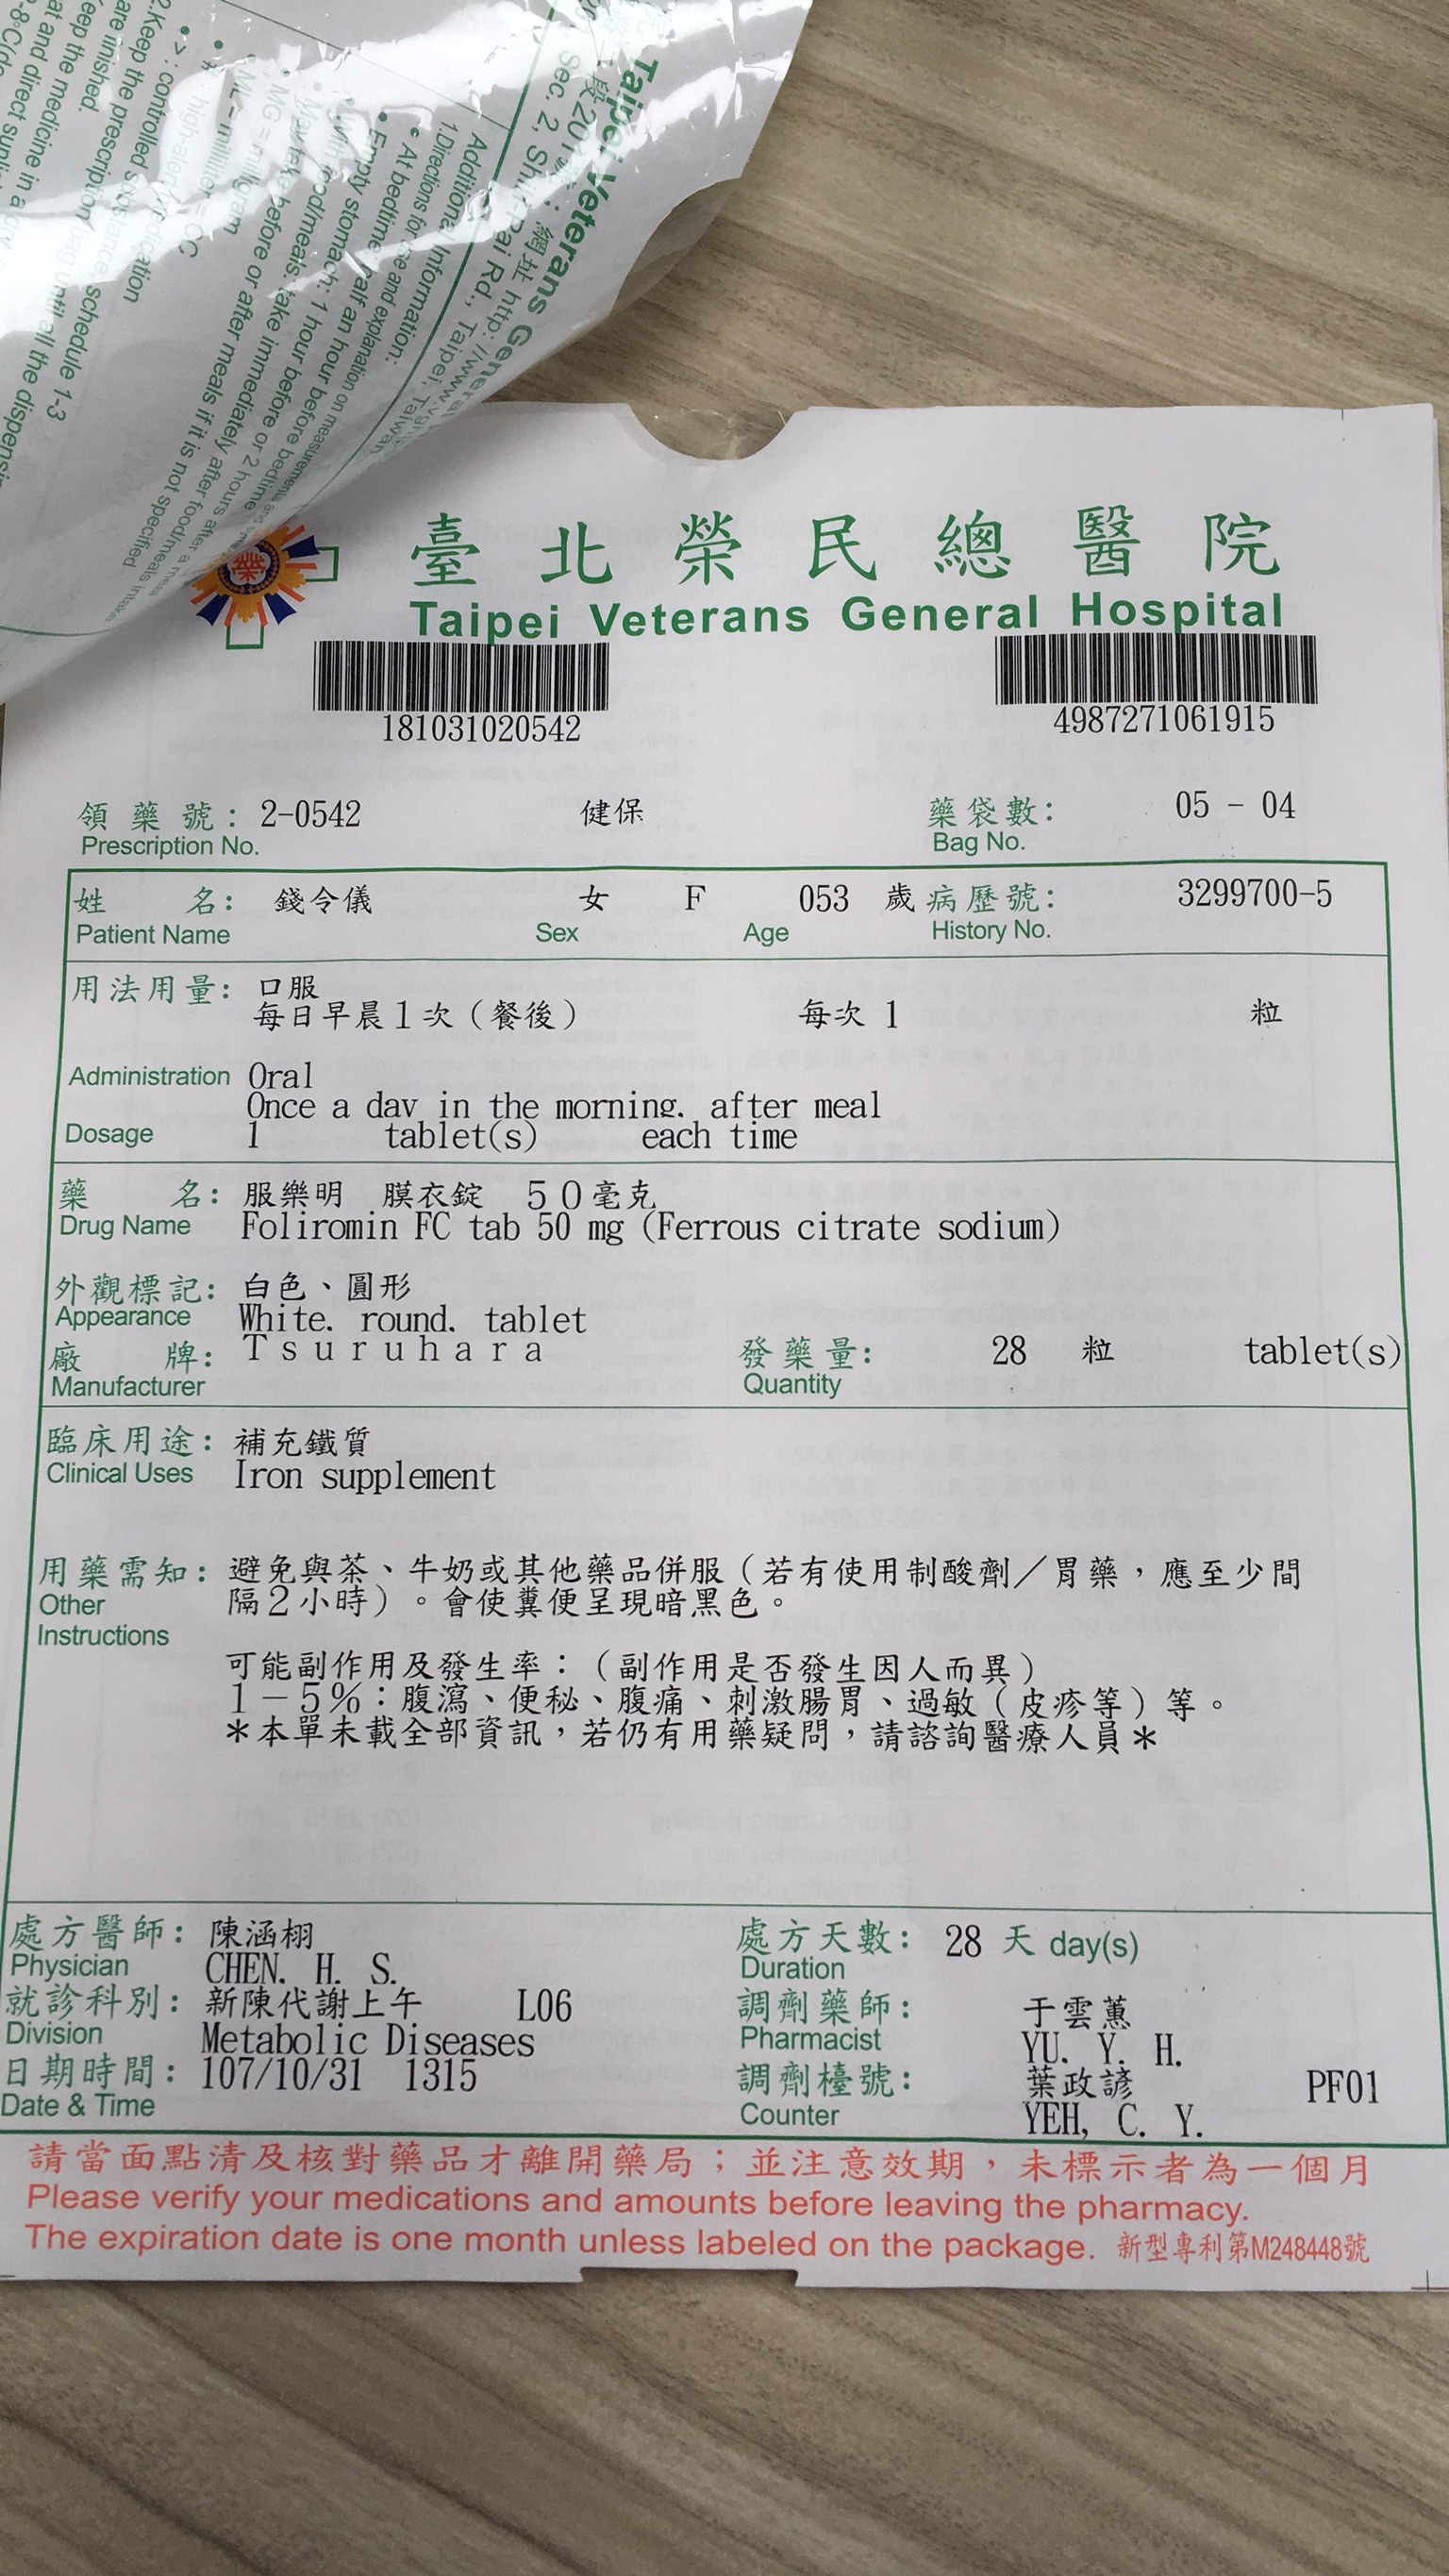 Taipei Veterans General
Sec. 2, Shih-Pai Rd., Taipei, Taiwan
Additional Information:
1.Directions for use and explanation on measurements and
• At bedtime: half an hour before bedtime
• Empty stomach: 1 hour before or 2 hours after a meal
• With food/meals: take immediately after food/meals intake
• May take before or after meals if it is not specified
• MG = milligram
• ML = milliliter = CC
high-alert medication
controlled substance, schedule 1-3
2.Keep the prescription bag until all the
are finished.
臺北榮民總醫院
Taipei Veterans General Hospital
181031020542 4987271061915
領藥號: 2-0542 健保 藥袋數: 05 - 04
Prescription No. Bag No.
姓名: 錢令儀 女 F 053 歲 病歷號: 3299700-5
Patient Name Sex Age History No.
用法用量: 口服
每日早晨1次(餐後) 每次 1 粒
Administration Oral
Once a day in the morning. after meal
Dosage 1 tablet(s) each time
藥名: 服樂明 膜衣錠 50毫克
Drug Name Foliromin FC tab 50 mg (Ferrous citrate sodium)
外觀標記: 白色、圓形
Appearance White. round. tablet
廠牌: Tsuruhara 發藥量: 28 粒 tablet(s)
Manufacturer Quantity
臨床用途: 補充鐵質
Clinical Uses Iron supplement
用藥需知: 避免與茶、牛奶或其他藥品併服(若有使用制酸劑/胃藥,應至少間
Other 隔2小時)。會使糞便呈現暗黑色。
Instructions
可能副作用及發生率:(副作用是否發生因人而異)
1-5%:腹瀉、便秘、腹痛、刺激腸胃、過敏(皮疹等)等。
*本單未載全部資訊,若仍有用藥疑問,請諮詢醫療人員*
處方醫師: 陳涵栩 處方天數: 28 天 day(s)
Physician CHEN. H. S. Duration
就診科別: 新陳代謝上午 L06 調劑藥師: 于雲蕙
Division Metabolic Diseases Pharmacist YU. Y. H.
日期時間: 107/10/31 1315 調劑檯號: 葉政諺 PF01
Date & Time Counter YEH, C. Y.
請當面點清及核對藥品才離開藥局;並注意效期,未標示者為一個月
Please verify your medications and amounts before leaving the pharmacy.
The expiration date is one month unless labeled on the package. 新型專利第M248448號